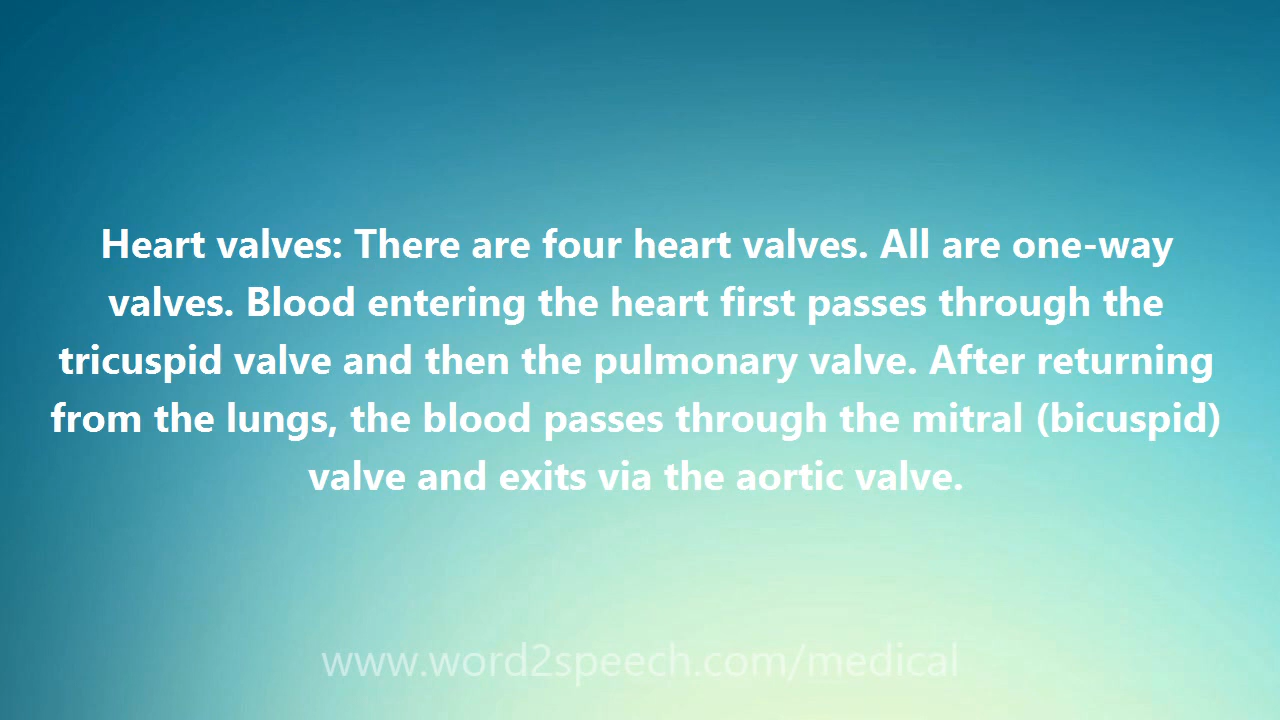 Heart valves: There are four heart valves. All are one-way
valves. Blood entering the heart first passes through the
tricuspid valve and then the pulmonary valve. After returning
from the lungs, the blood passes through the mitral (bicuspid)
valve and exits via the aortic valve.
www.word2speech.com/medical